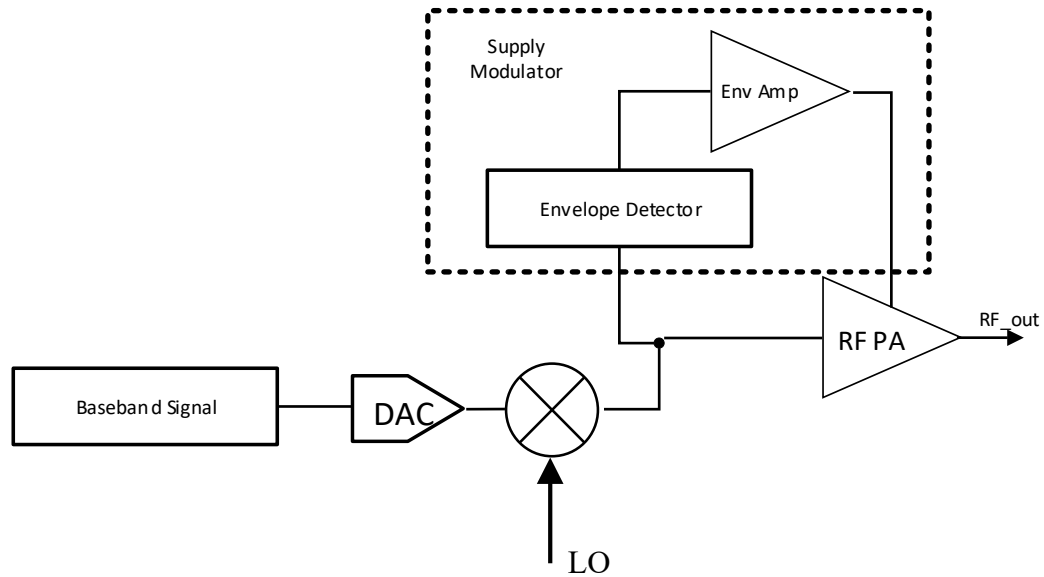 Supply
Modulator
Env Amp
Envelope Detector
RF_out
RF PA
Baseband Signal
DAC
LO